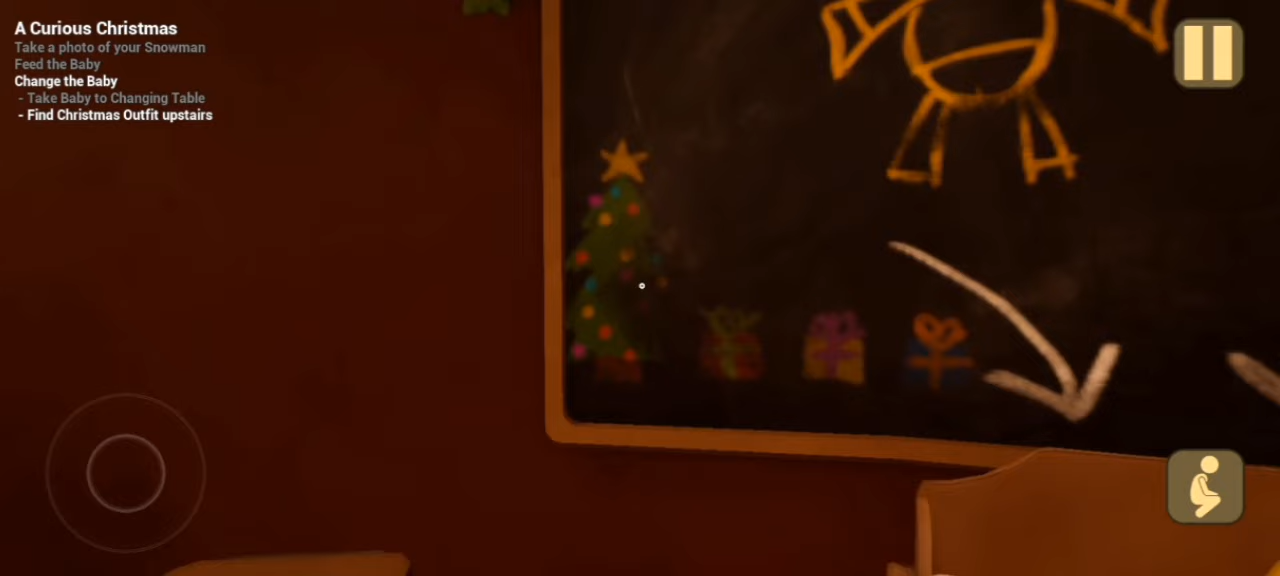 A Curious Christmas
Take a photo of your Snowman
Feed the Baby
Change the Baby
- Take Baby to Changing Table
- Find Christmas Outfit upstairs